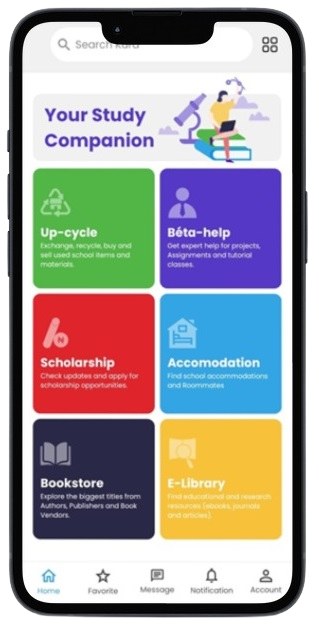 Search Kara
Your Study
Companion
Up-cycle
Exchange, recycle, buy and
sell used school items and
materials.
Béta-help
Get expert help for projects,
Assignments and tutorial
classes.
N
Scholarship
Check updates and apply for
scholarship opportunities.
Accomodation
Find school accommodations
and Roommates
Bookstore
Explore the biggest titles from
Authors, Publishers and Book
Vendors.
E-Library
Find educational and research
resources (ebooks, journals
and articles).
Home
Favorite
Message
Notification
Account